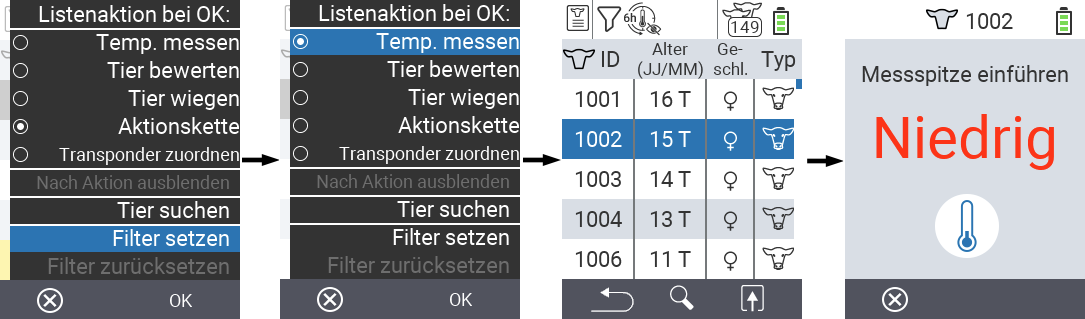 Listenaktion bei OK:
Temp. messen
Tier bewerten
Tier wiegen
Aktionskette
Transponder zuordnen
Nach Aktion ausblenden
Tier suchen
Filter setzen
Filter zurücksetzen
OK
Listenaktion bei OK:
Temp. messen
Tier bewerten
Tier wiegen
Aktionskette
Transponder zuordnen
Nach Aktion ausblenden
Tier suchen
Filter setzen
Filter zurücksetzen
OK
6h 149
ID Alter (JJ/MM) Ge-schl. Typ
1001 16 T ♀
1002 15 T ♀
1003 14 T ♀
1004 13 T ♀
1006 11 T ♀
1002
Messspitze einführen
Niedrig